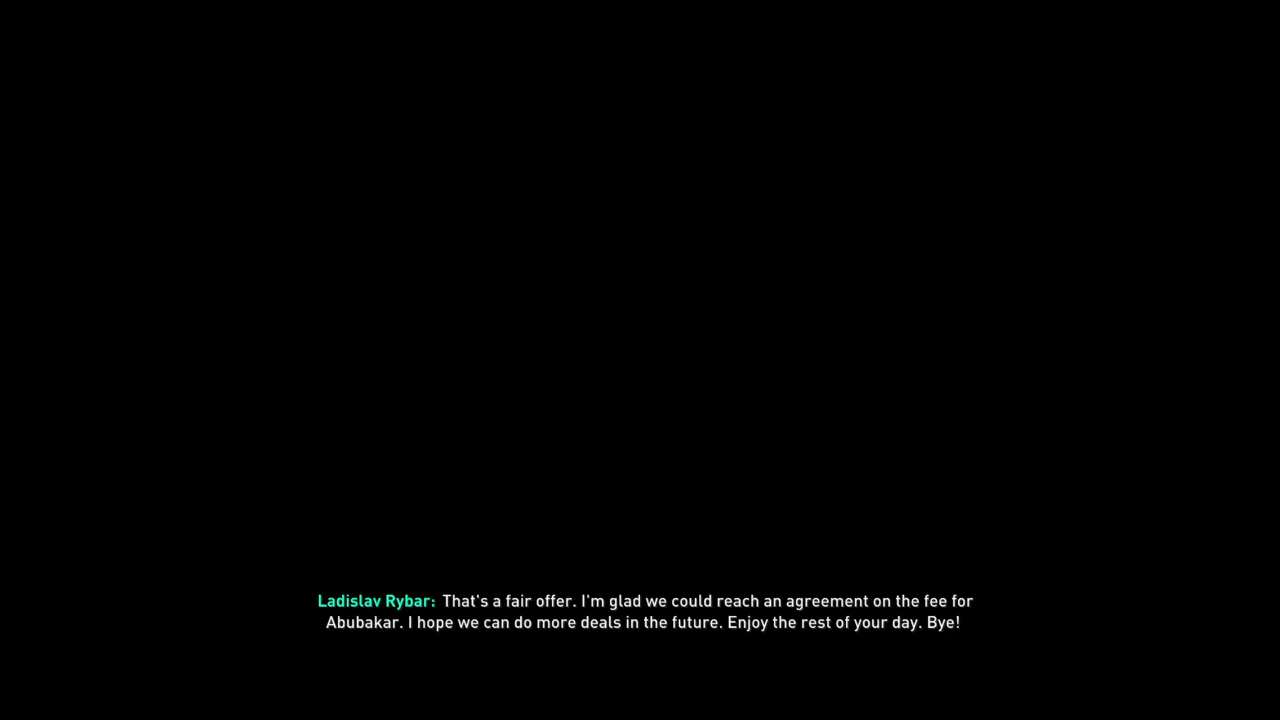 Ladislav Rybar: That's a fair offer. I'm glad we could reach an agreement on the fee for
Abubakar. I hope we can do more deals in the future. Enjoy the rest of your day. Bye!